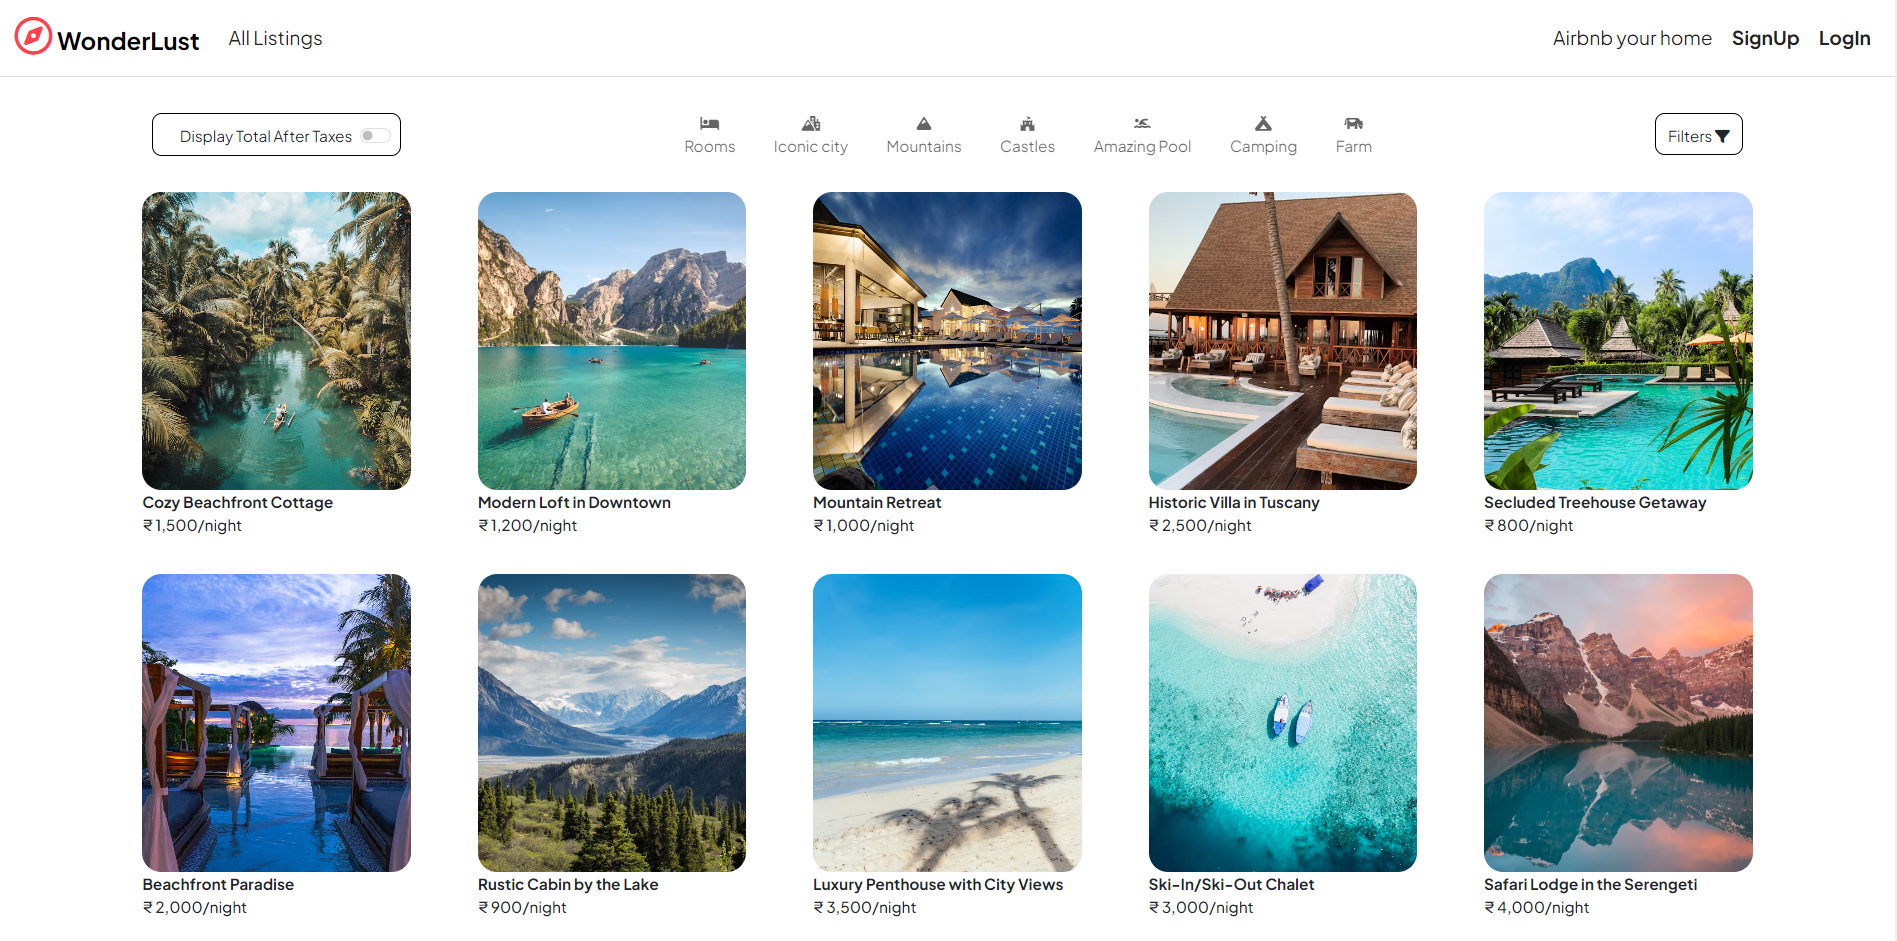 WonderLust
All Listings
Airbnb your home
SignUp
LogIn
Display Total After Taxes
Rooms
Iconic city
Mountains
Castles
Amazing Pool
Camping
Farm
Filters
Cozy Beachfront Cottage
₹1,500/night
Modern Loft in Downtown
₹1,200/night
Mountain Retreat
₹1,000/night
Historic Villa in Tuscany
₹2,500/night
Secluded Treehouse Getaway
₹800/night
Beachfront Paradise
₹2,000/night
Rustic Cabin by the Lake
₹900/night
Luxury Penthouse with City Views
₹3,500/night
Ski-In/Ski-Out Chalet
₹3,000/night
Safari Lodge in the Serengeti
₹4,000/night